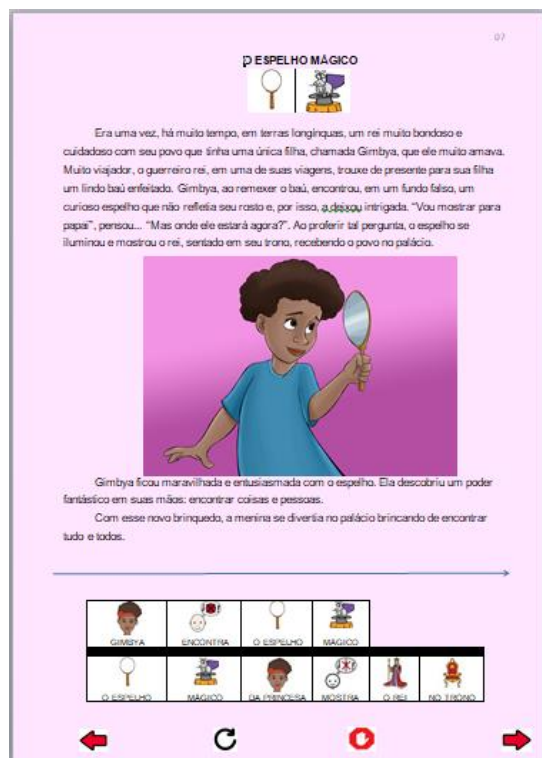 07
O ESPELHO MÁGICO
Era uma vez, há muito tempo, em terras longínquas, um rei muito bondoso e
cuidadoso com seu povo que tinha uma única filha, chamada Gimbya, que ele muito amava.
Muito viajador, o guerreiro rei, em uma de suas viagens, trouxe de presente para sua filha
um lindo baú enfeitado. Gimbya, ao remexer o baú, encontrou, em um fundo falso, um
curioso espelho que não refletia seu rosto e, por isso, a deixou intrigada. “Vou mostrar para
papai”, pensou... “Mas onde ele estará agora?”. Ao proferir tal pergunta, o espelho se
iluminou e mostrou o rei, sentado em seu trono, recebendo o povo no palácio.
Gimbya ficou maravilhada e entusiasmada com o espelho. Ela descobriu um poder
fantástico em suas mãos: encontrar coisas e pessoas.
Com esse novo brinquedo, a menina se divertia no palácio brincando de encontrar
tudo e todos.
GIMBYA ENCONTRA O ESPELHO MÁGICO
O ESPELHO MÁGICO DA PRINCESA MOSTRA O REI NO TRONO